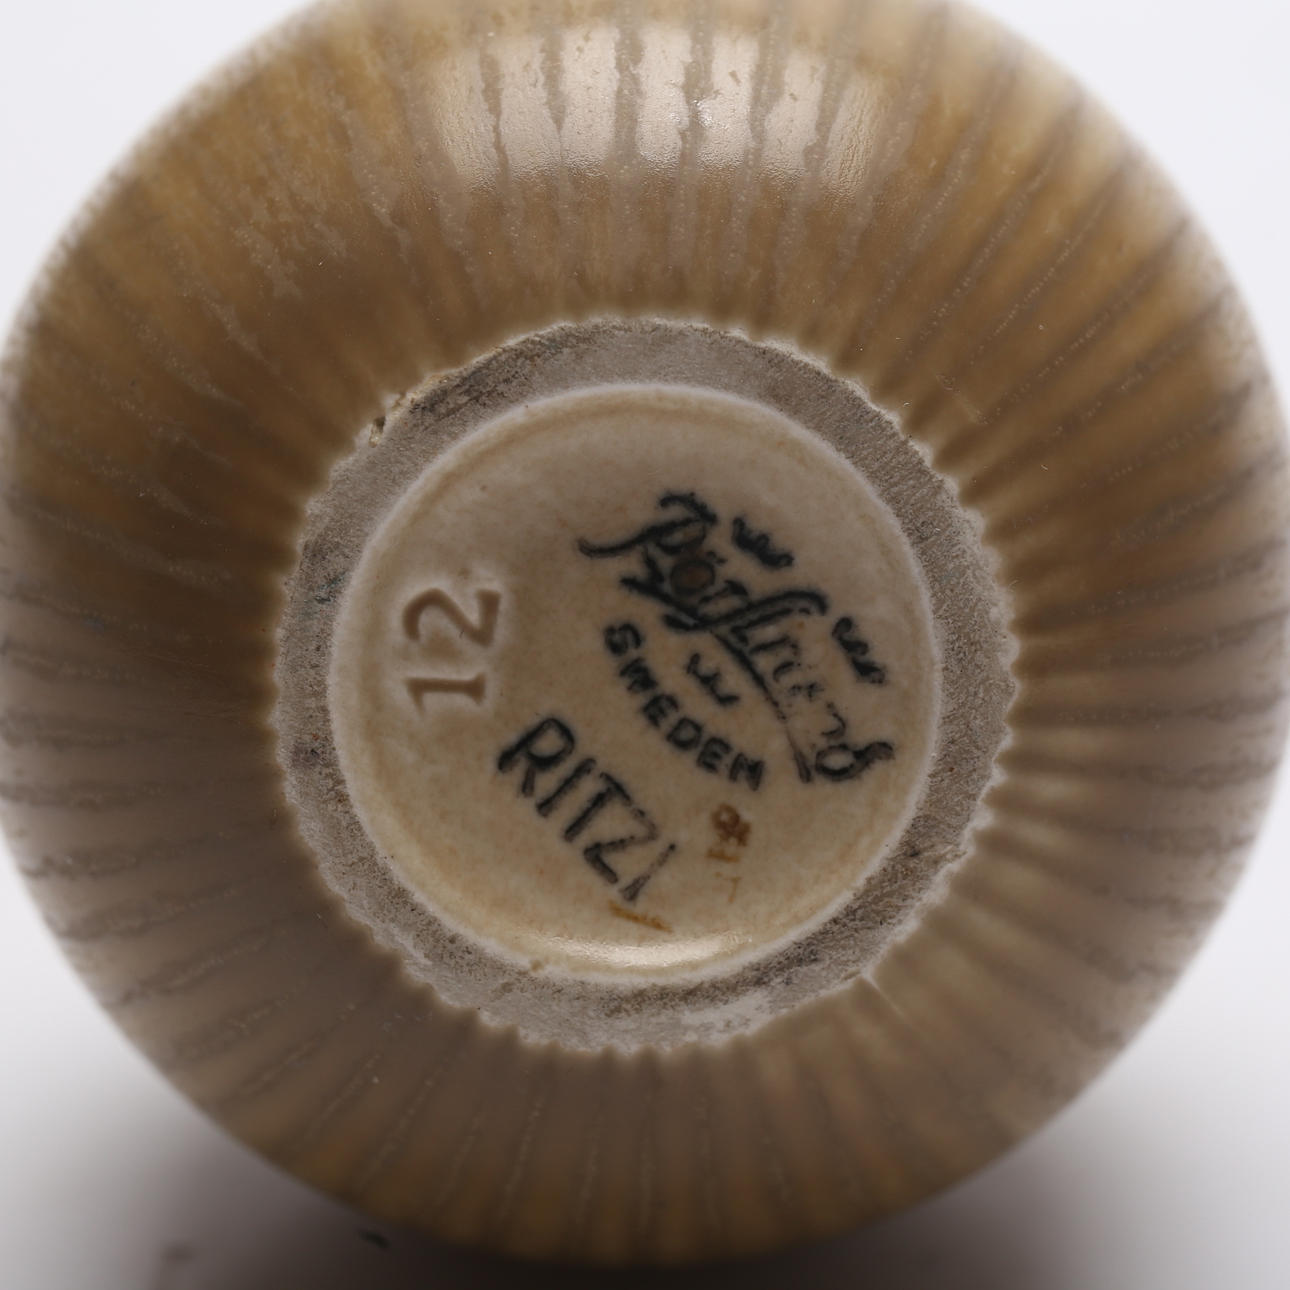 Rörstrand
SWEDEN
RITZI
12